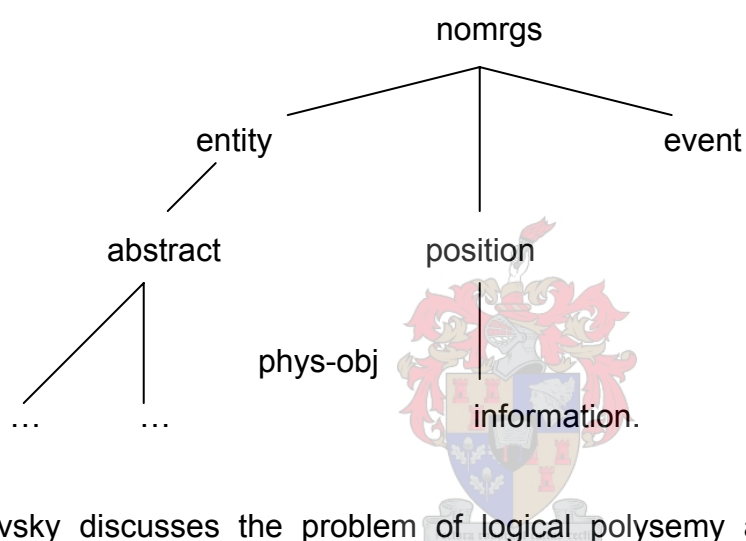 nomrgs
entity event
abstract position
phys-obj
… … information.
vsky discusses the problem of logical polysemy a